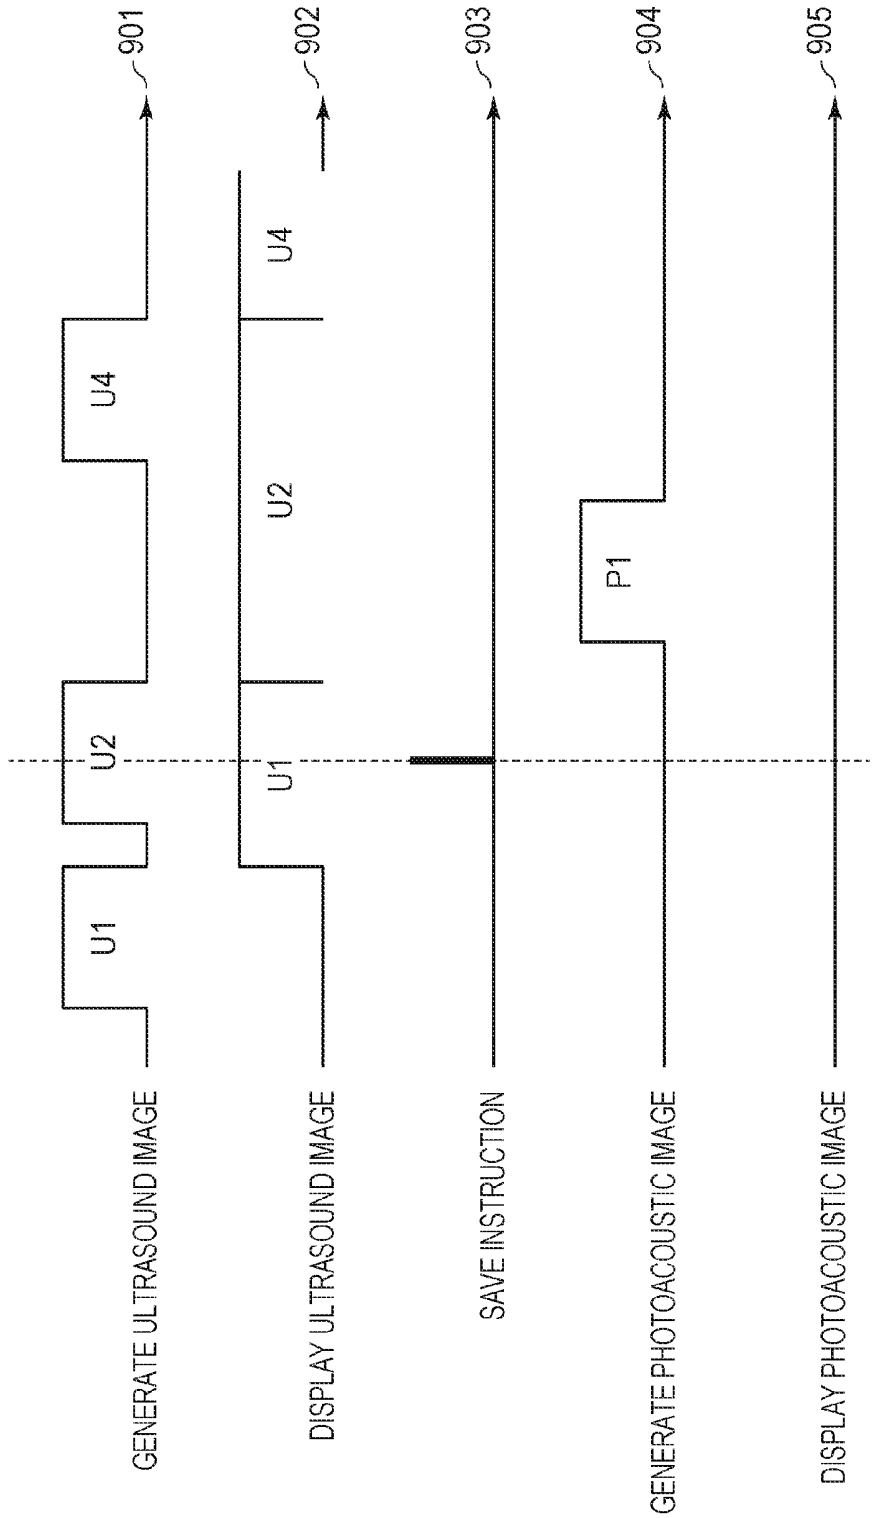 GENERATE ULTRASOUND IMAGE
U1
U2
U4
901
DISPLAY ULTRASOUND IMAGE
U1
U2
U4
902
SAVE INSTRUCTION
903
GENERATE PHOTOACOUSTIC IMAGE
P1
904
DISPLAY PHOTOACOUSTIC IMAGE
905